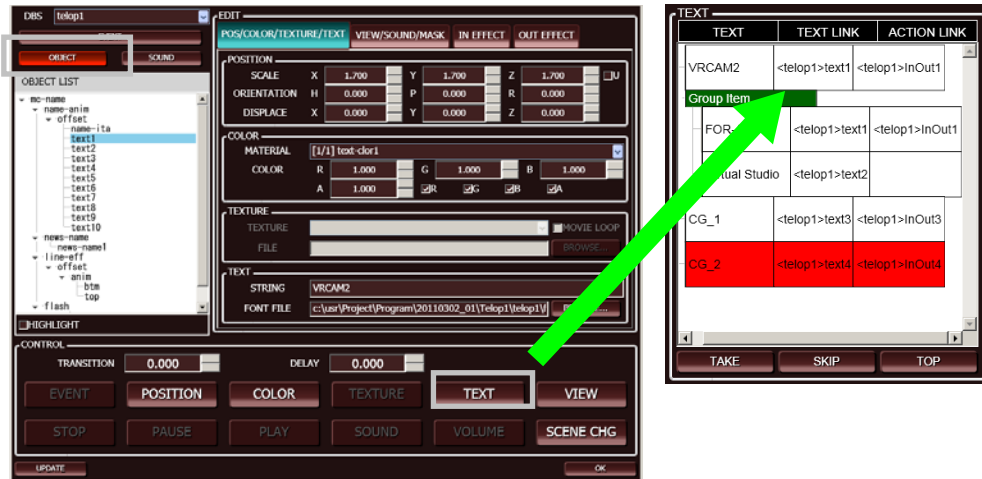 DBS telop1
EVENT
OBJECT SOUND
OBJECT LIST
mc-name
name-anim
offset
name-ita
text1
text2
text3
text4
text5
text6
text7
text8
text9
text10
news-name
news-name1
line-eff
offset
anim
btm
top
flash
HIGHLIGHT
EDIT
POS/COLOR/TEXTURE/TEXT VIEW/SOUND/MASK IN EFFECT OUT EFFECT
POSITION
SCALE X 1.700 Y 1.700 Z 1.700 U
ORIENTATION H 0.000 P 0.000 R 0.000
DISPLACE X 0.000 Y 0.000 Z 0.000
COLOR
MATERIAL [1/1] text-clor1
COLOR R 1.000 G 1.000 B 1.000
A 1.000 R G B A
TEXTURE
TEXTURE MOVIE LOOP
FILE BROWSE...
TEXT
STRING VRCAM2
FONT FILE c:\usr\Project\Program\20110302_01\Telop1\telop1\f
CONTROL
TRANSITION 0.000 DELAY 0.000
EVENT POSITION COLOR TEXTURE TEXT VIEW
STOP PAUSE PLAY SOUND VOLUME SCENE CHG
UPDATE OK
TEXT
TEXT TEXT LINK ACTION LINK
VRCAM2 <telop1>text1 <telop1>InOut1
Group Item
FOR- <telop1>text1 <telop1>InOut1
tual Studio <telop1>text2
CG_1 <telop1>text3 <telop1>InOut3
CG_2 <telop1>text4 <telop1>InOut4
TAKE SKIP TOP